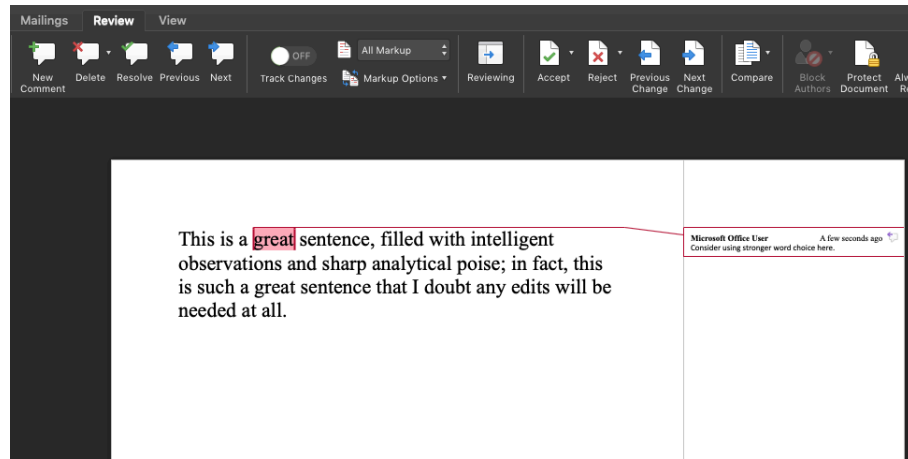 Mailings Review View
OFF All Markup
New Delete Resolve Previous Next Track Changes Markup Options Reviewing Accept Reject Previous Next Compare Block Protect
Comment Change Change Authors Document
This is a great sentence, filled with intelligent
observations and sharp analytical poise; in fact, this
is such a great sentence that I doubt any edits will be
needed at all.
Microsoft Office User A few seconds ago
Consider using stronger word choice here.